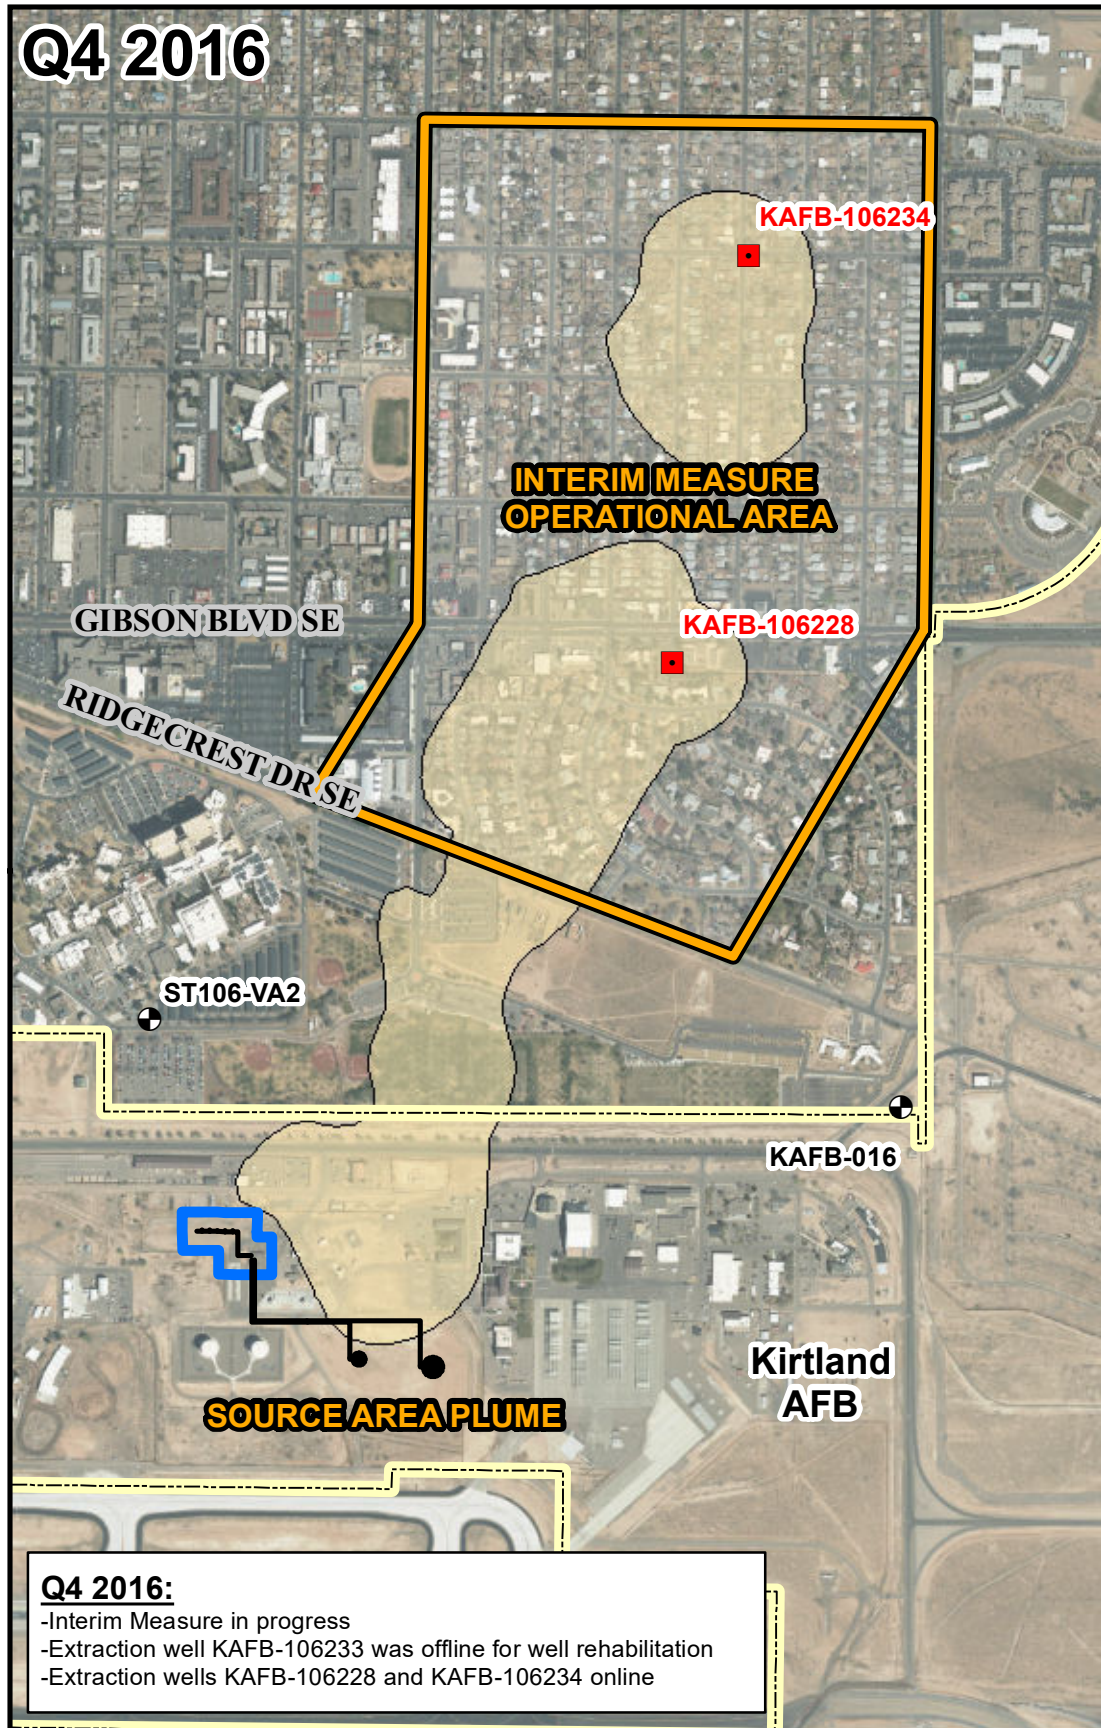 Q4 2016
KAFB-106234
INTERIM MEASURE
OPERATIONAL AREA
GIBSON BLVD SE
KAFB-106228
RIDGECREST DR SE
ST106-VA2
KAFB-016
Kirtland
AFB
SOURCE AREA PLUME
Q4 2016:
-Interim Measure in progress
-Extraction well KAFB-106233 was offline for well rehabilitation
-Extraction wells KAFB-106228 and KAFB-106234 online